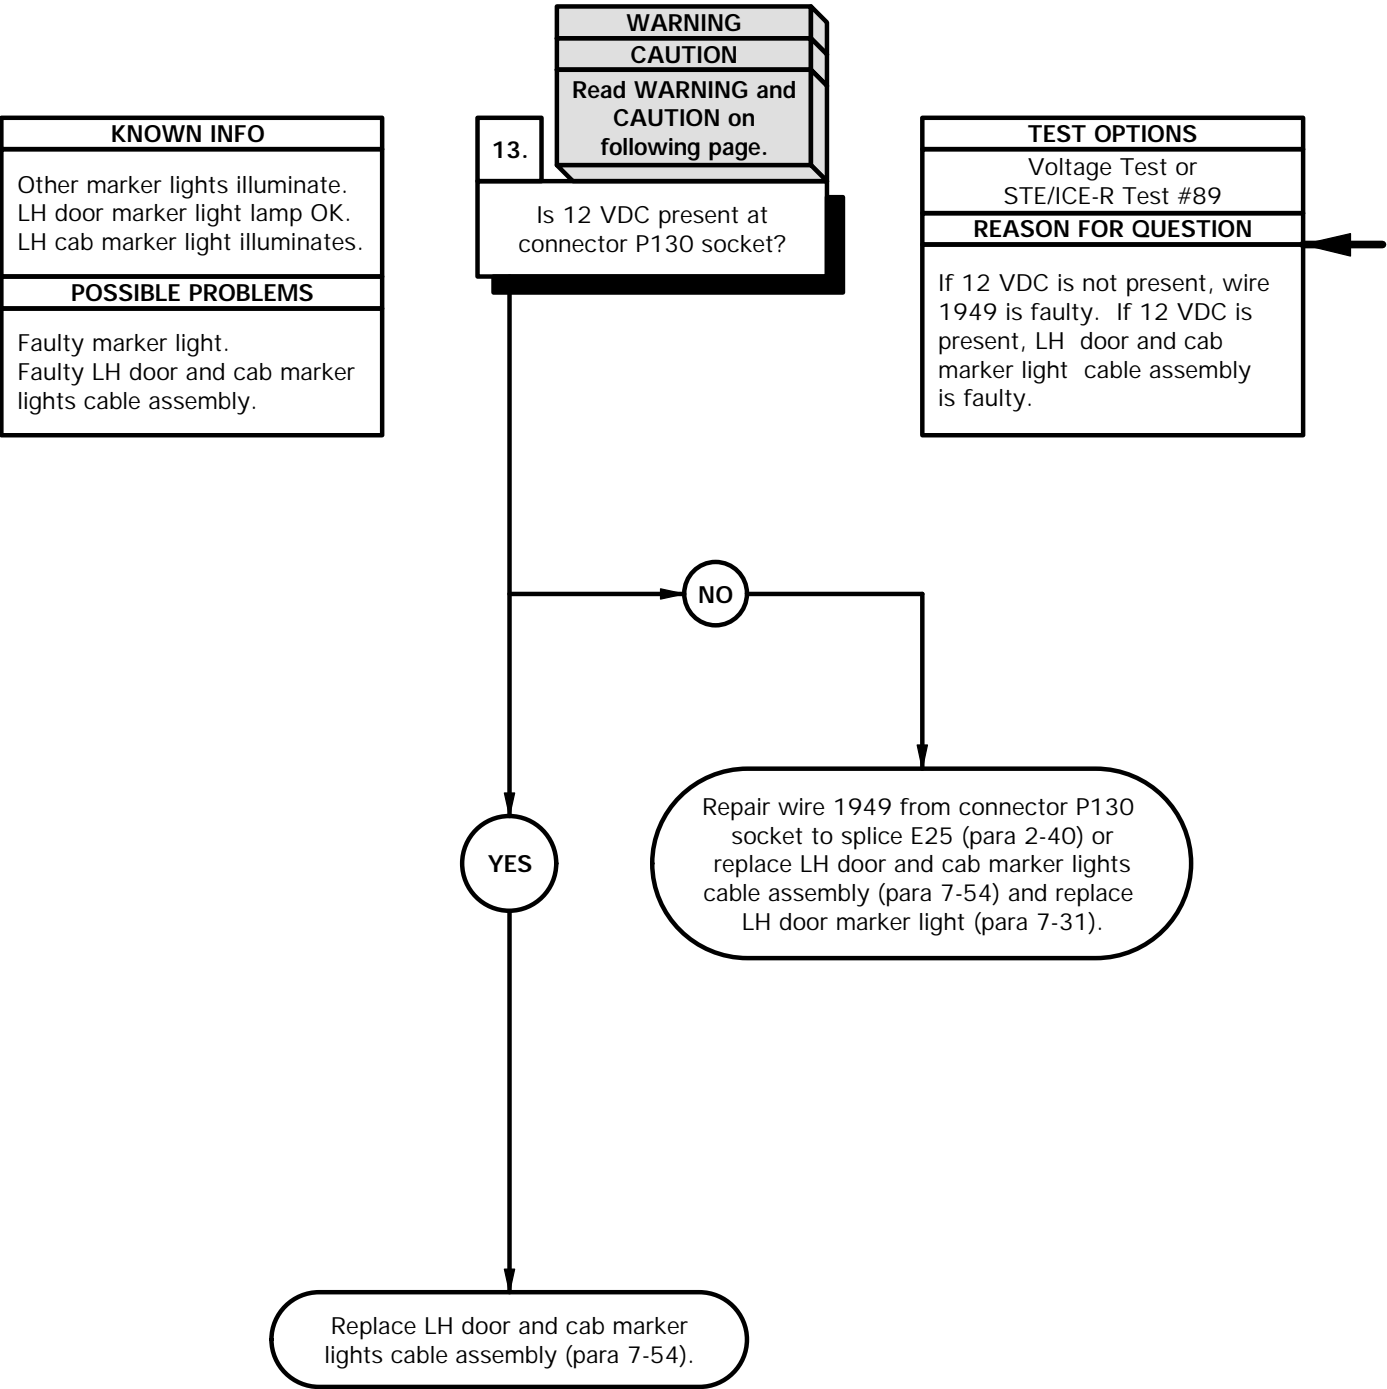 WARNING
CAUTION
Read WARNING and
CAUTION on
following page.
KNOWN INFO
Other marker lights illuminate.
LH door marker light lamp OK.
LH cab marker light illuminates.
POSSIBLE PROBLEMS
Faulty marker light.
Faulty LH door and cab marker
lights cable assembly.
13.
Is 12 VDC present at
connector P130 socket?
TEST OPTIONS
Voltage Test or
STE/ICE-R Test #89
REASON FOR QUESTION
If 12 VDC is not present, wire
1949 is faulty. If 12 VDC is
present, LH door and cab
marker light cable assembly
is faulty.
NO
YES
Repair wire 1949 from connector P130
socket to splice E25 (para 2-40) or
replace LH door and cab marker lights
cable assembly (para 7-54) and replace
LH door marker light (para 7-31).
Replace LH door and cab marker
lights cable assembly (para 7-54).